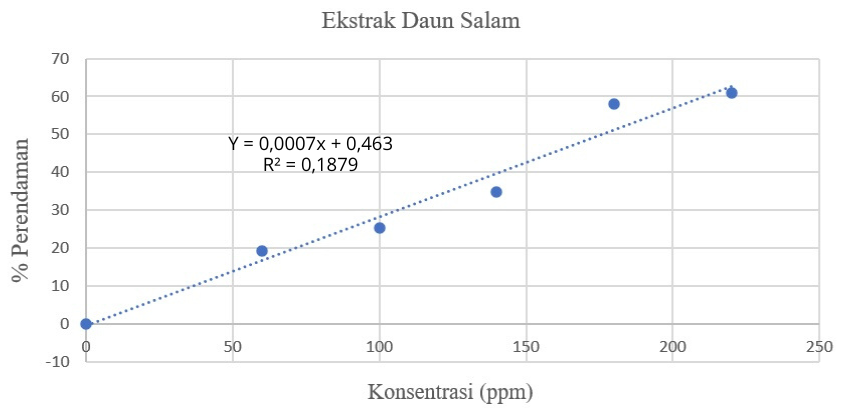 Ekstrak Daun Salam
70
60
50
40
30
20
10
0
-10
% Perendaman
Y = 0,0007x + 0,463
R² = 0,1879
0 50 100 150 200 250
Konsentrasi (ppm)